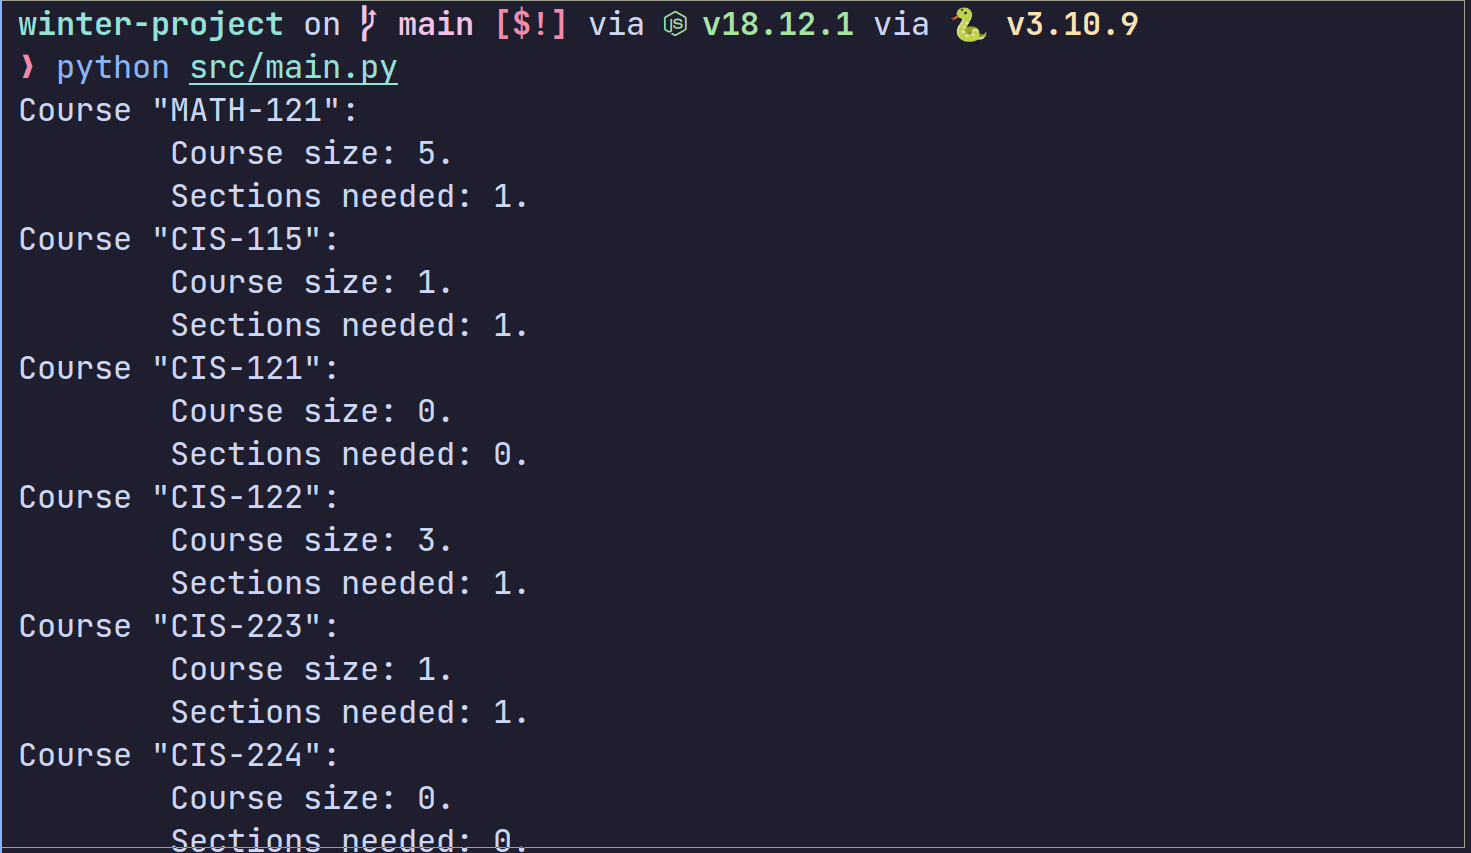 winter-project on main [$!] via v18.12.1 via 🐍 v3.10.9
❱ python src/main.py
Course "MATH-121":
Course size: 5.
Sections needed: 1.
Course "CIS-115":
Course size: 1.
Sections needed: 1.
Course "CIS-121":
Course size: 0.
Sections needed: 0.
Course "CIS-122":
Course size: 3.
Sections needed: 1.
Course "CIS-223":
Course size: 1.
Sections needed: 1.
Course "CIS-224":
Course size: 0.
Sections needed: 0.